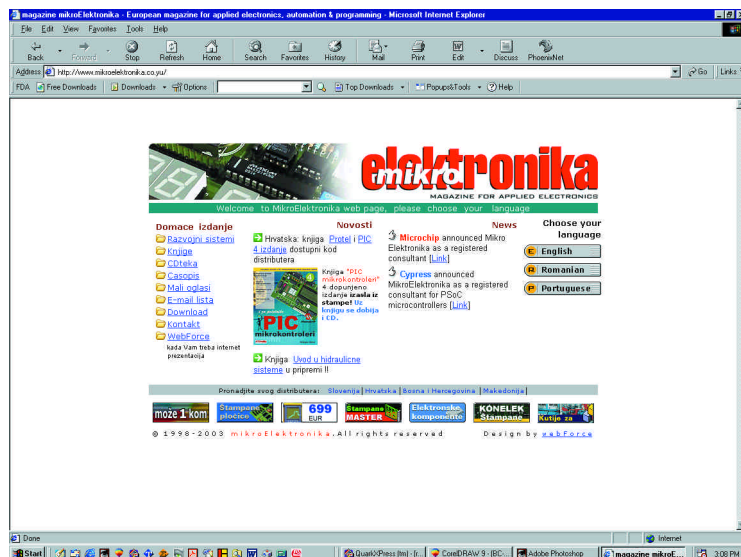 magazine mikroElektronika - European magazine for applied electronics, automation & programming - Microsoft Internet Explorer
File Edit View Favorites Tools Help
Back Forward Stop Refresh Home Search Favorites History Mail Print Edit Discuss PhoenixNet
Address http://www.mikroelektronika.co.yu/ Go Links
FDA Free Downloads Downloads Options Top Downloads Popups&Tools Help
elektronika
mikro
MAGAZINE FOR APPLIED ELECTRONICS
Welcome to MikroElektronika web page, please choose your language
Domace izdanje
Razvojni sistemi
Knjige
CDteka
Casopis
Mali oglasi
E-mail lista
Download
Kontakt
WebForce
kada Vam treba internet
prezentacija
Novosti
Hrvatska: knjiga Protel i PIC
4 izdanje dostupni kod
distributera
PIC
mikrokontroleri
Knjiga "PIC
mikrokontroleri"
4 dopunjeno
izdanje izasla iz
stampe! Uz
knjigu se dobija
i CD.
Knjiga Uvod u hidraulicne
sisteme u pripremi !!
News
Microchip announced Mikro
Elektronika as a registered
consultant [Link]
Cypress announced
MikroElektronika as a registered
consultant for PSoC
microcontrollers [Link]
Choose your
language
E English
R Romanian
P Portuguese
Pronadjite svog distributera: Slovenija | Hrvatska | Bosna i Hercegovina | Makedonija |
moze 1 kom
Stampane
plocice
699
EUR
Stampano
MASTER
Elektronske
komponente
KONELEK
Stampane
Kutije za
© 1998-2003 mikroElektronika. All rights reserved Design by webForce
Done Internet
Start QuarkXPress (tm) - [r... CorelDRAW 9 - [BC-... Adobe Photoshop magazine mikroE... 3:08 PM